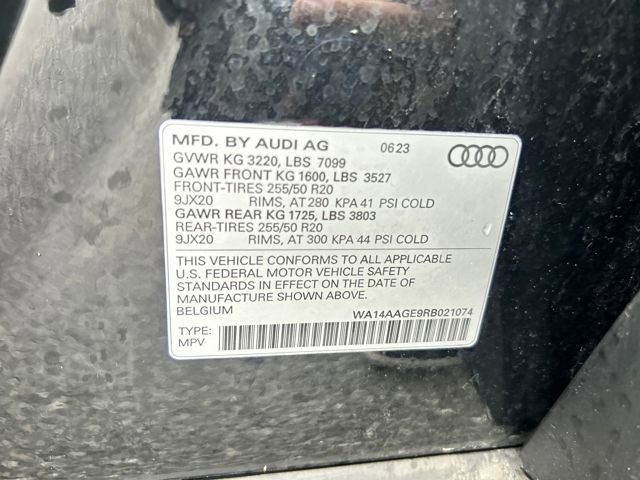 MFD. BY AUDI AG 06 23
GVWR KG 3220, LBS 7099
GAWR FRONT KG 1600, LBS 3527
FRONT-TIRES 255/50 R20
9JX20 RIMS, AT 280 KPA 41 PSI COLD
GAWR REAR KG 1725, LBS 3803
REAR-TIRES 255/50 R20
9JX20 RIMS, AT 300 KPA 44 PSI COLD
THIS VEHICLE CONFORMS TO ALL APPLICABLE
U.S. FEDERAL MOTOR VEHICLE SAFETY
STANDARDS IN EFFECT ON THE DATE OF
MANUFACTURE SHOWN ABOVE.
BELGIUM WA14AAGE9RB021074
TYPE:
MPV